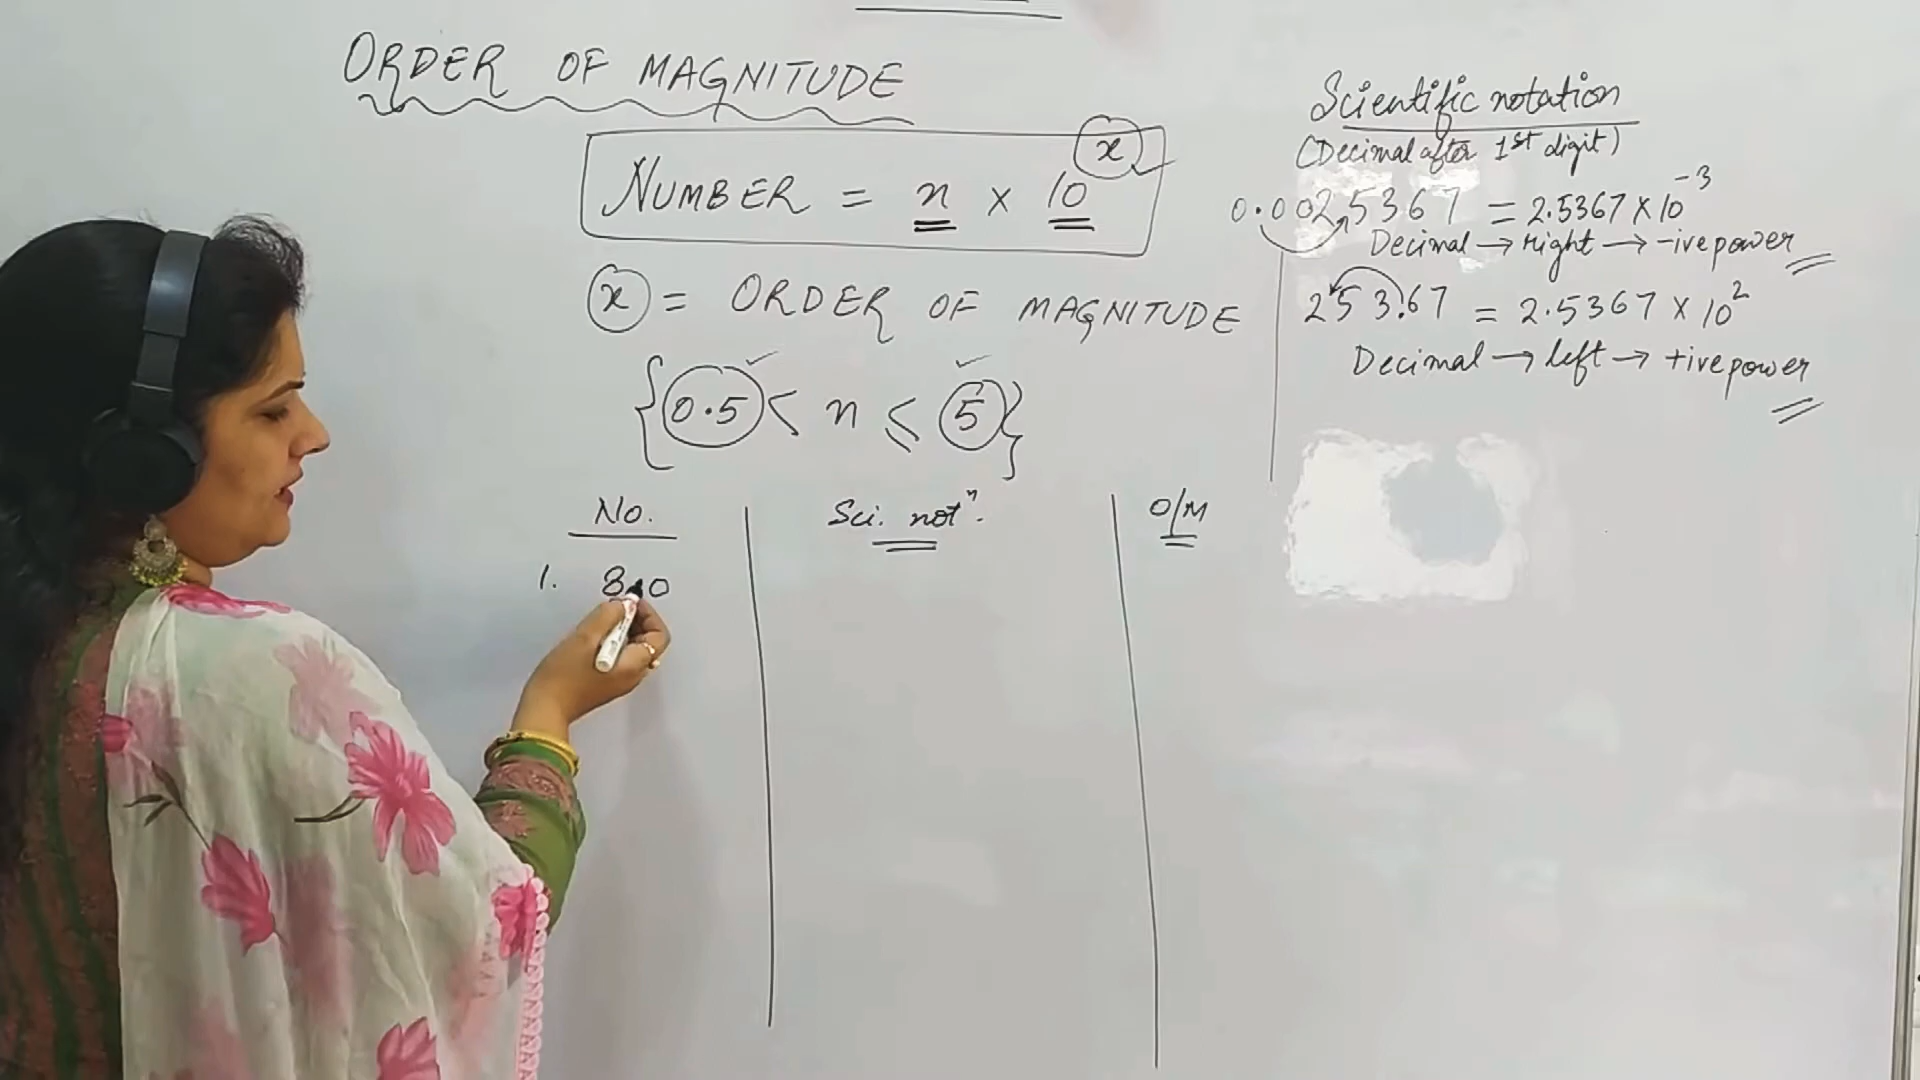 ORDER OF MAGNITUDE
NUMBER = n × 10^x
x = ORDER OF MAGNITUDE
{0.5 < n ≤ 5}
Scientific notation
(Decimal after 1st digit)
0.0025367 = 2.5367 × 10^-3
Decimal → right → -ive power
253.67 = 2.5367 × 10^2
Decimal → left → +ive power
No. Sci. notn. O/M
1.